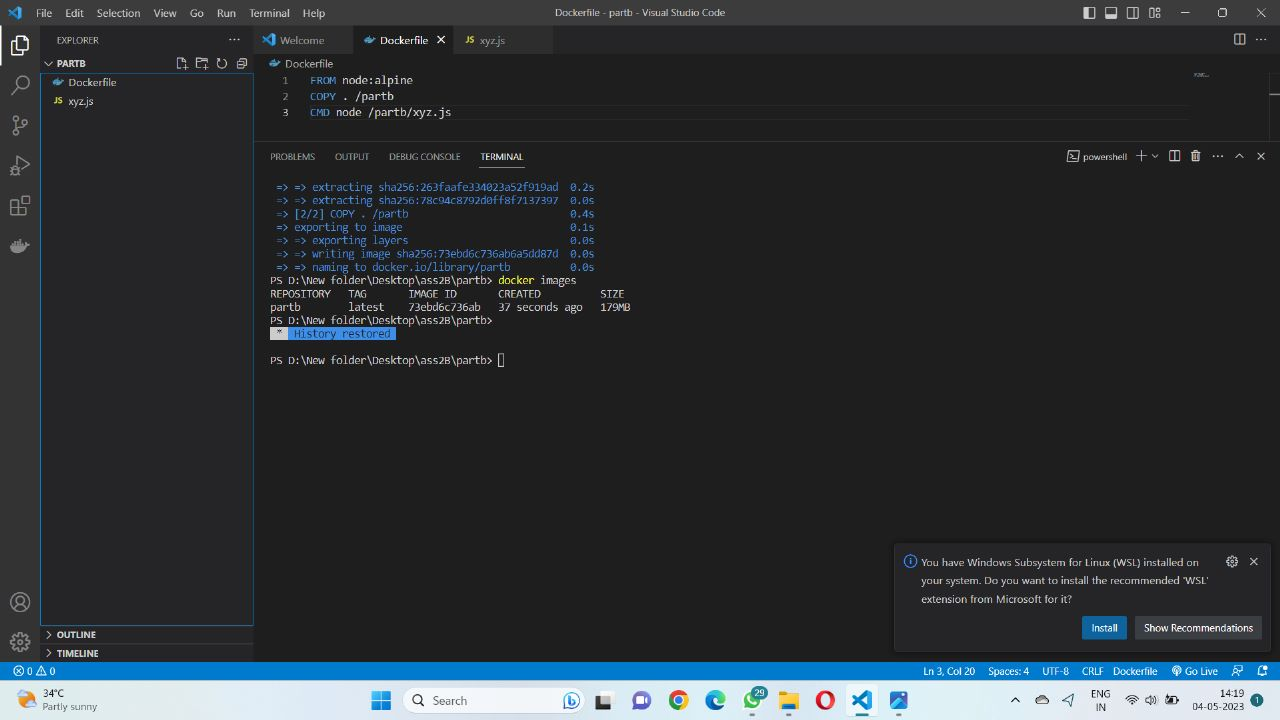 File Edit Selection View Go Run Terminal Help
Dockerfile - partb - Visual Studio Code
EXPLORER
PARTB
Dockerfile
JS xyz.js
OUTLINE
TIMELINE
Welcome
Dockerfile
JS xyz.js
Dockerfile
1 FROM node:alpine
2 COPY . /partb
3 CMD node /partb/xyz.js
PROBLEMS OUTPUT DEBUG CONSOLE TERMINAL
powershell
=> => extracting sha256:263faafe334023a52f919ad 0.2s
=> => extracting sha256:78c94c8792d0ff8f7137397 0.0s
=> [2/2] COPY . /partb 0.4s
=> exporting to image 0.1s
=> => exporting layers 0.0s
=> => writing image sha256:73ebd6c736ab6a5dd87d 0.0s
=> => naming to docker.io/library/partb 0.0s
PS D:\New folder\Desktop\ass2B\partb> docker images
REPOSITORY TAG IMAGE ID CREATED SIZE
partb latest 73ebd6c736ab 37 seconds ago 179MB
PS D:\New folder\Desktop\ass2B\partb>
* History restored
PS D:\New folder\Desktop\ass2B\partb>
You have Windows Subsystem for Linux (WSL) installed on
your system. Do you want to install the recommended 'WSL'
extension from Microsoft for it?
Install
Show Recommendations
0 0
Ln 3, Col 20 Spaces: 4 UTF-8 CRLF Dockerfile Go Live
34°C
Partly sunny
Search
29
ENG
IN
14:19
04-05-2023
1